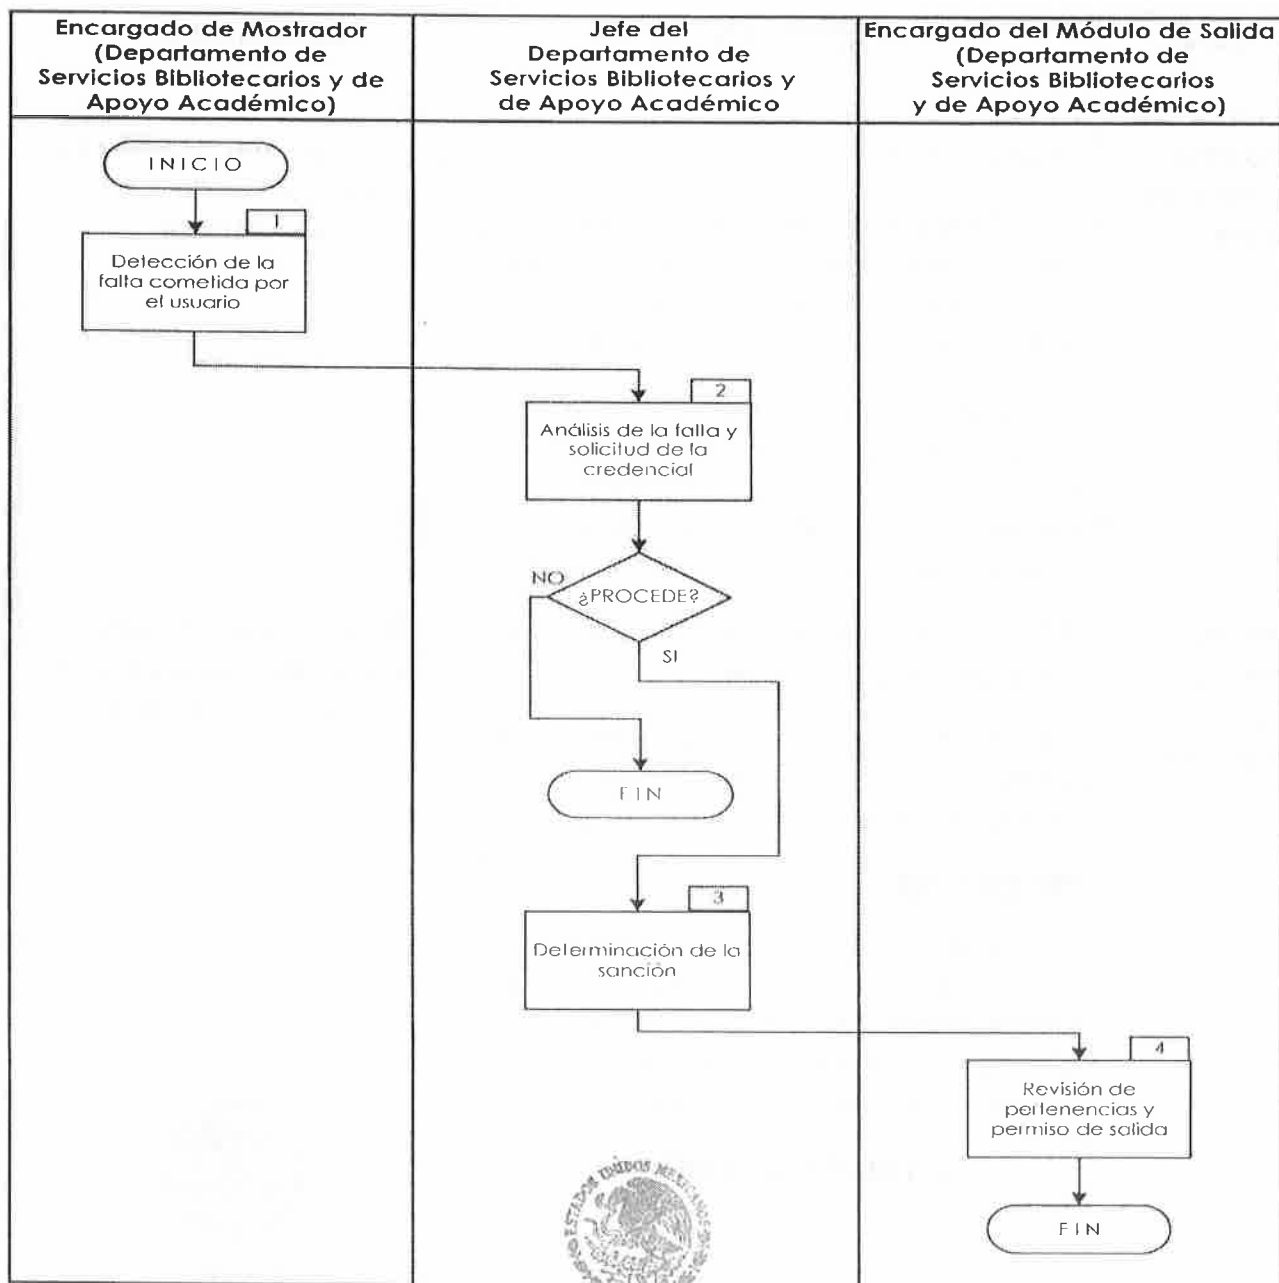 Encargado de Mostrador
(Departamento de
Servicios Bibliotecarios y de
Apoyo Académico)
Jefe del
Departamento de
Servicios Bibliotecarios y
de Apoyo Académico
Encargado del Módulo de Salida
(Departamento de
Servicios Bibliotecarios
y de Apoyo Académico)
INICIO
1
Detección de la
falta cometida por
el usuario
2
Análisis de la falta y
solicitud de la
credencial
NO
¿PROCEDE?
SI
FIN
3
Determinación de la
sanción
4
Revisión de
pertenencias y
permiso de salida
ESTADOS UNIDOS MEXICANOS
FIN